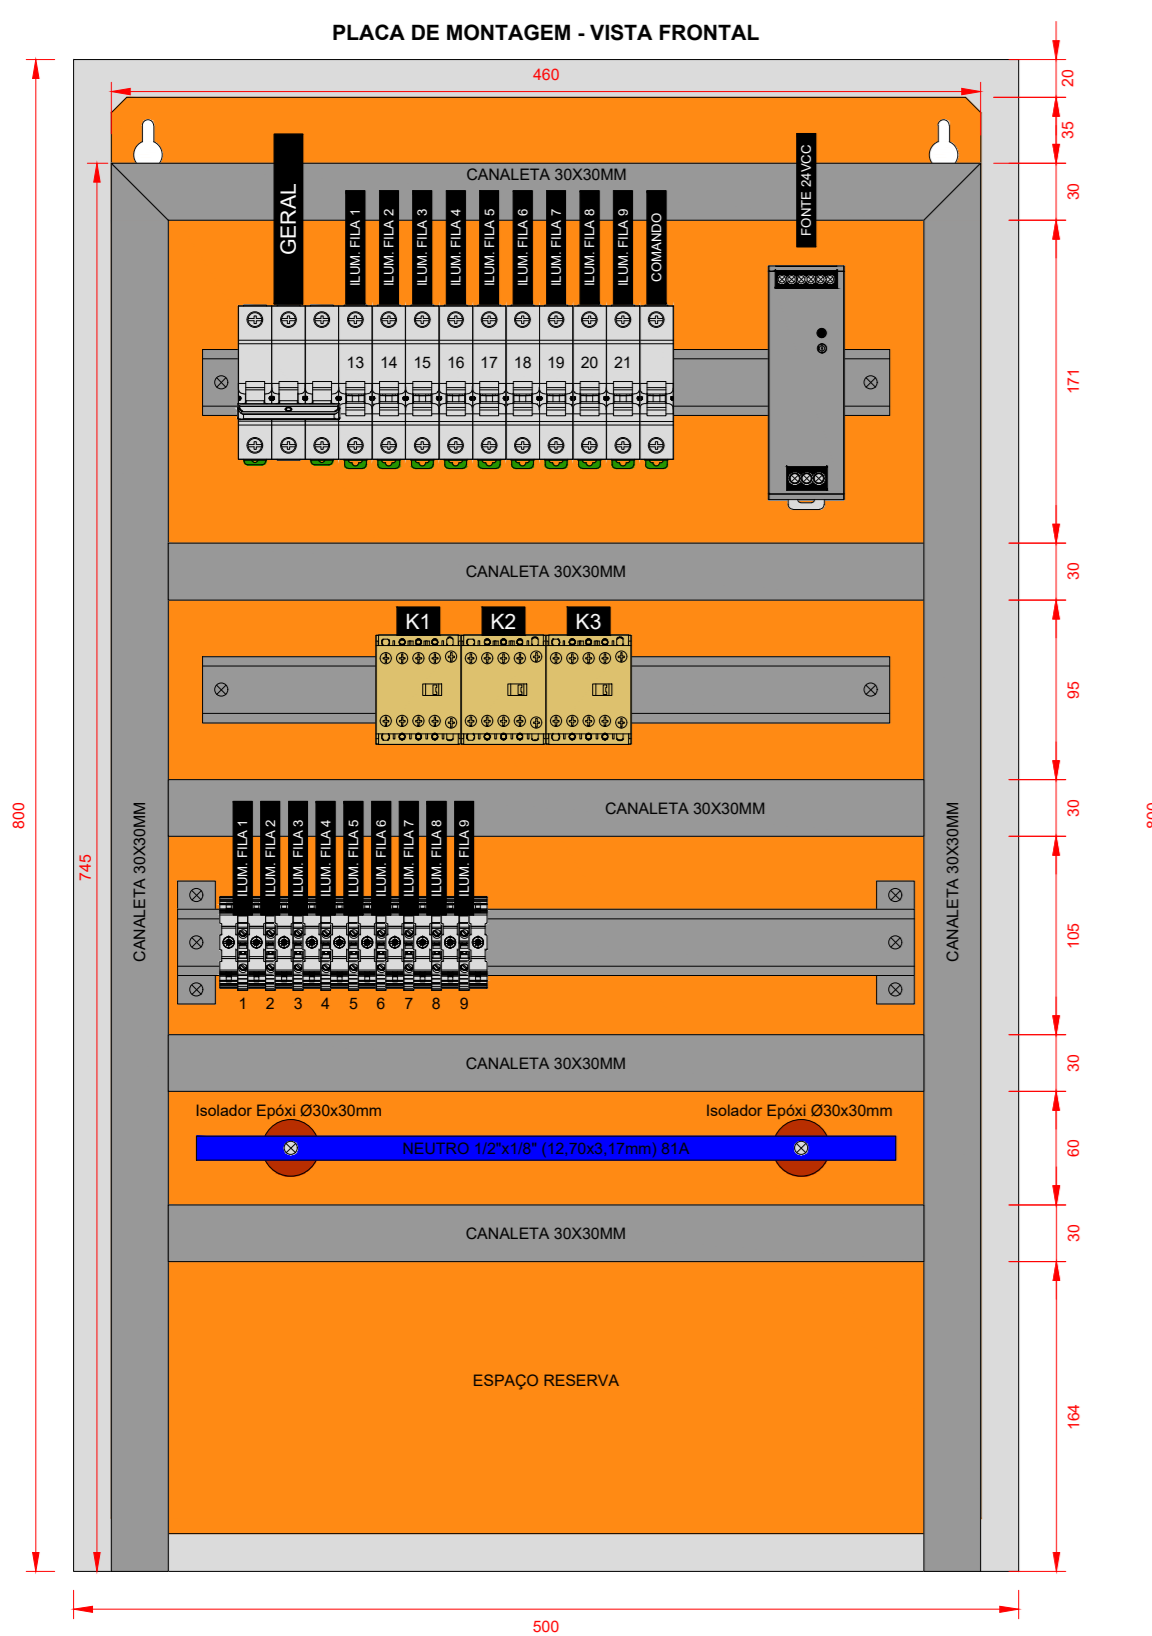 PLACA DE MONTAGEM - VISTA FRONTAL
460
20
35
CANALETA 30X30MM
30
GERAL
ILUM. FILA 1
ILUM. FILA 2
ILUM. FILA 3
ILUM. FILA 4
ILUM. FILA 5
ILUM. FILA 6
ILUM. FILA 7
ILUM. FILA 8
ILUM. FILA 9
COMANDO
FONTE 24VCC
13 14 15 16 17 18 19 20 21
171
CANALETA 30X30MM
30
K1 K2 K3
95
CANALETA 30X30MM
30
800
745
CANALETA 30X30MM
ILUM. FILA 1
ILUM. FILA 2
ILUM. FILA 3
ILUM. FILA 4
ILUM. FILA 5
ILUM. FILA 6
ILUM. FILA 7
ILUM. FILA 8
ILUM. FILA 9
CANALETA 30X30MM
105
1 2 3 4 5 6 7 8 9
CANALETA 30X30MM
30
Isolador Epóxi Ø30x30mm
Isolador Epóxi Ø30x30mm
NEUTRO 1/2"x1/8" (12,70x3,17mm) 81A
60
CANALETA 30X30MM
30
ESPAÇO RESERVA
164
500